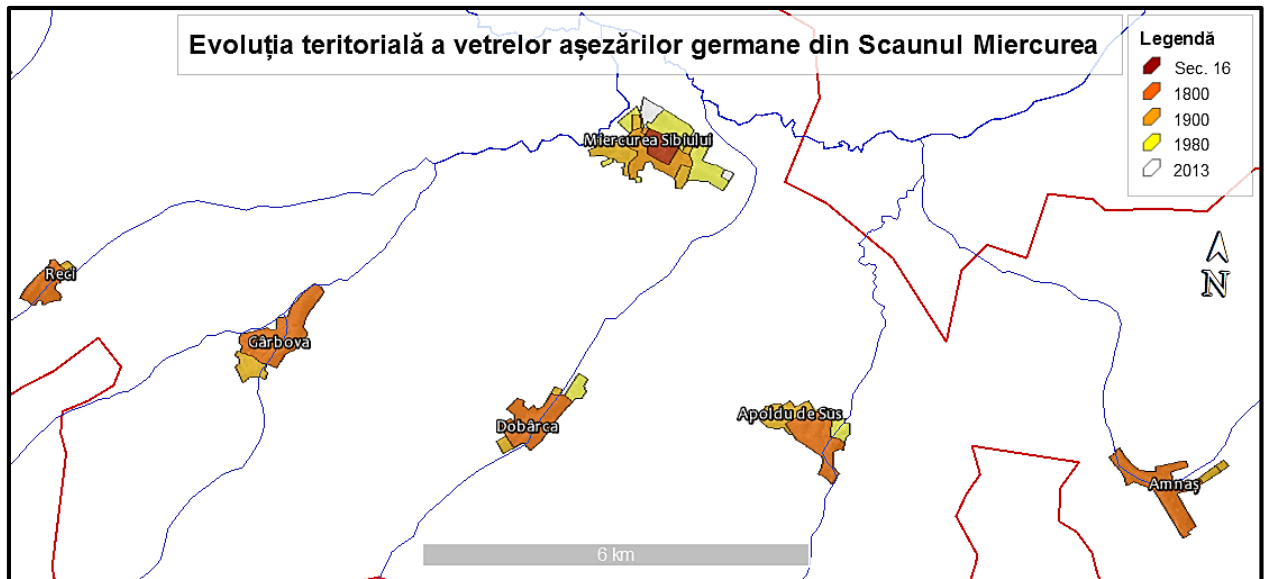 Evoluția teritorială a vetrelor așezărilor germane din Scaunul Miercurea
Legendă
Sec. 16
1800
1900
1980
2013
Miercurea Sibiului
Reci
Gârbova
N
Dobârca
Apoldu de Sus
Amnaș
6 km